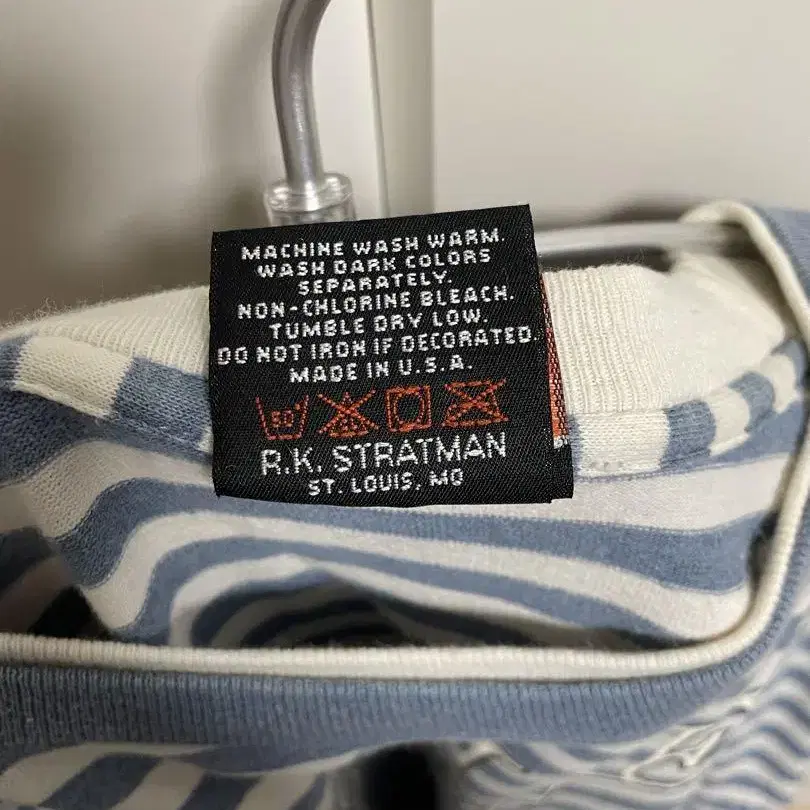 MACHINE WASH WARM.
WASH DARK COLORS
SEPARATELY.
NON-CHLORINE BLEACH.
TUMBLE DRY LOW.
DO NOT IRON IF DECORATED.
MADE IN U.S.A.
R.K. STRATMAN
ST. LOUIS, MO